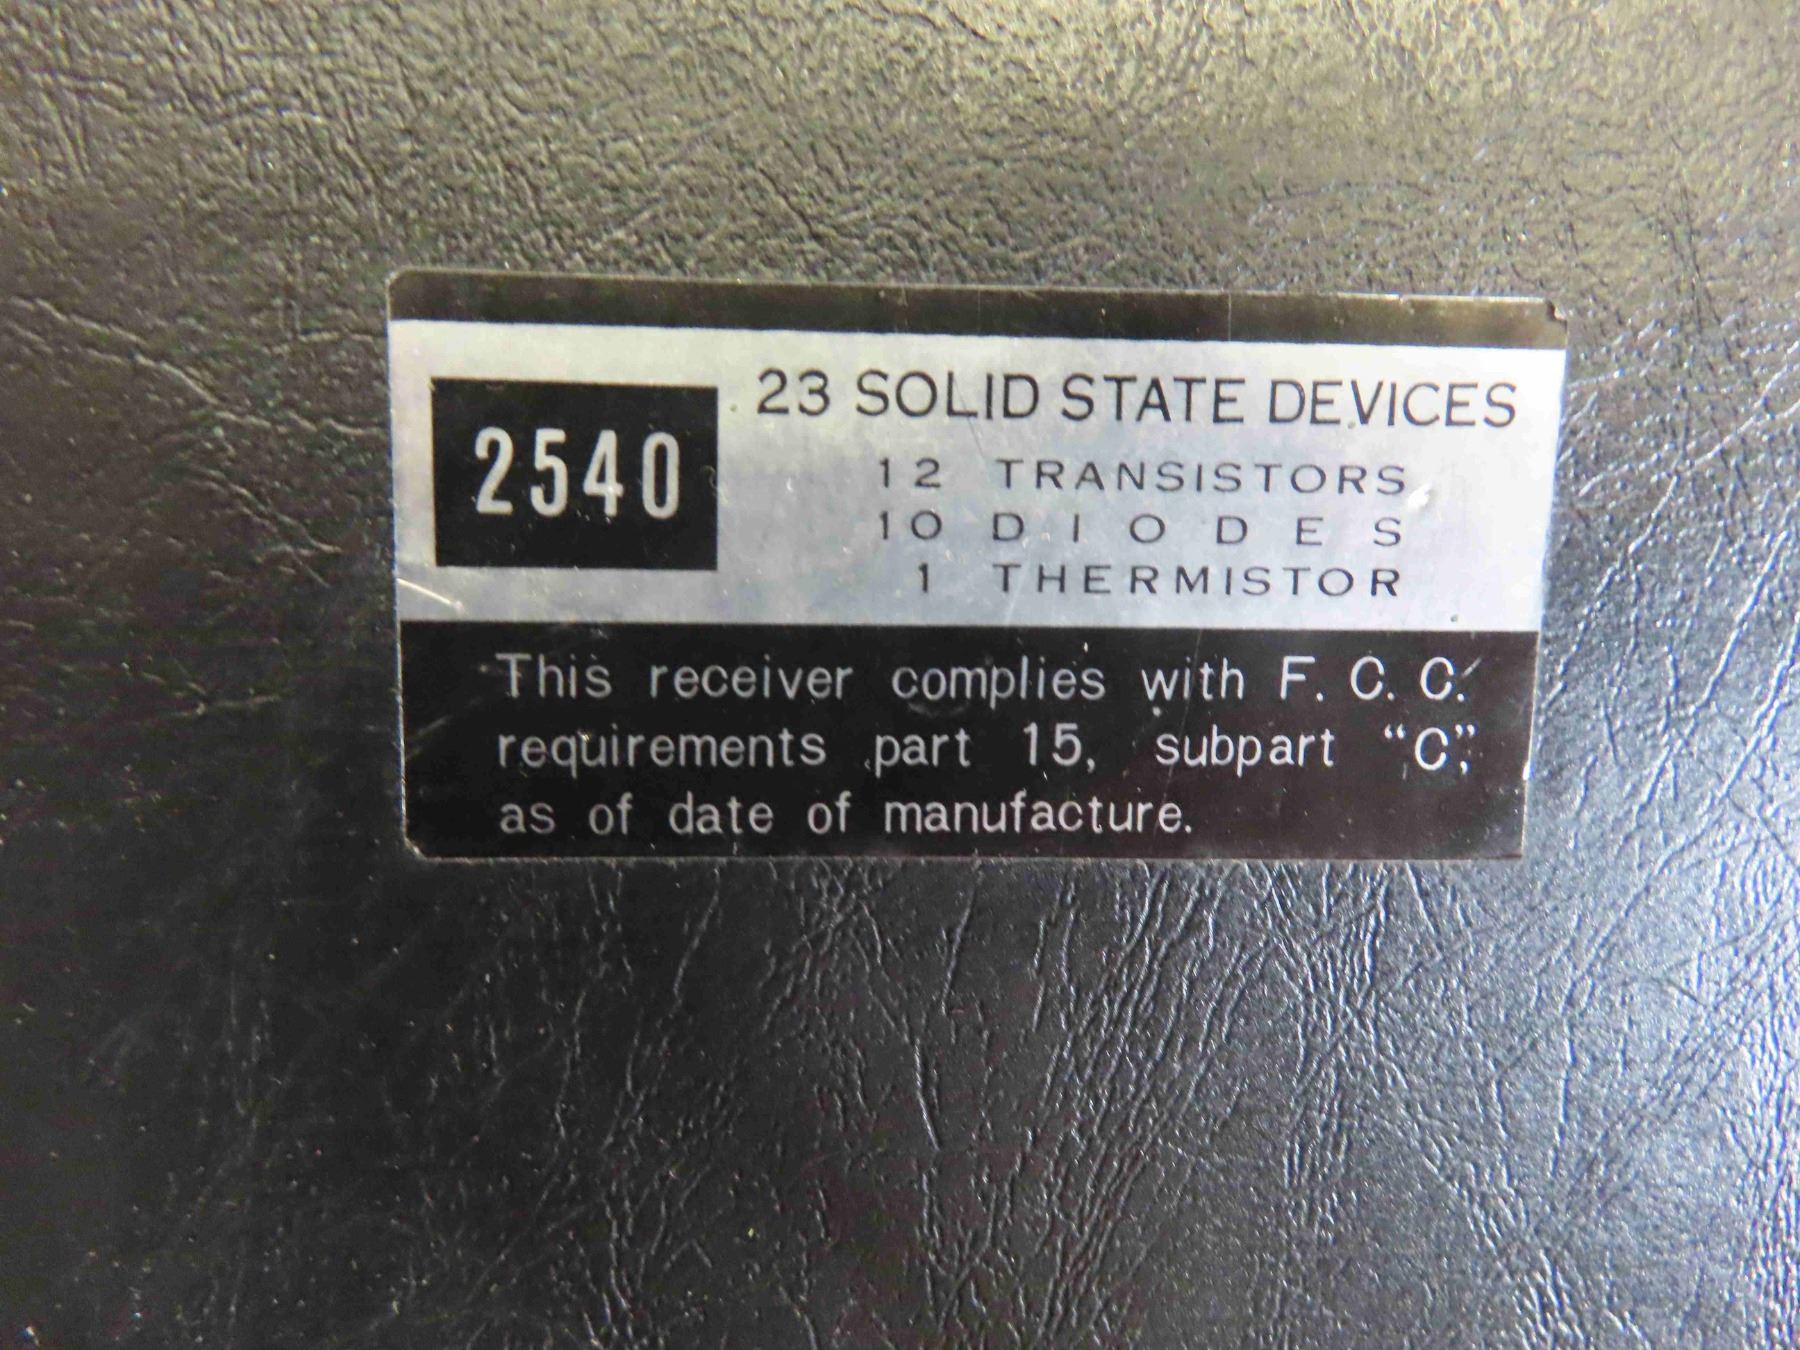 2540
23 SOLID STATE DEVICES
12 TRANSISTORS
10 DIODES
1 THERMISTOR
This receiver complies with F. C. C.
requirements part 15, subpart “C”,
as of date of manufacture.